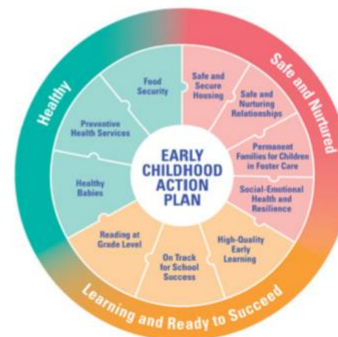 Healthy
Safe and Nurtured
Learning and Ready to Succeed
EARLY
CHILDHOOD
ACTION
PLAN
Food
Security
Safe and
Secure
Housing
Safe and
Nurturing
Relationships
Permanent
Families for Children
in Foster Care
Social-Emotional
Health and
Resilience
High-Quality
Early
Learning
On Track
for School
Success
Reading at
Grade Level
Healthy
Babies
Preventive
Health Services